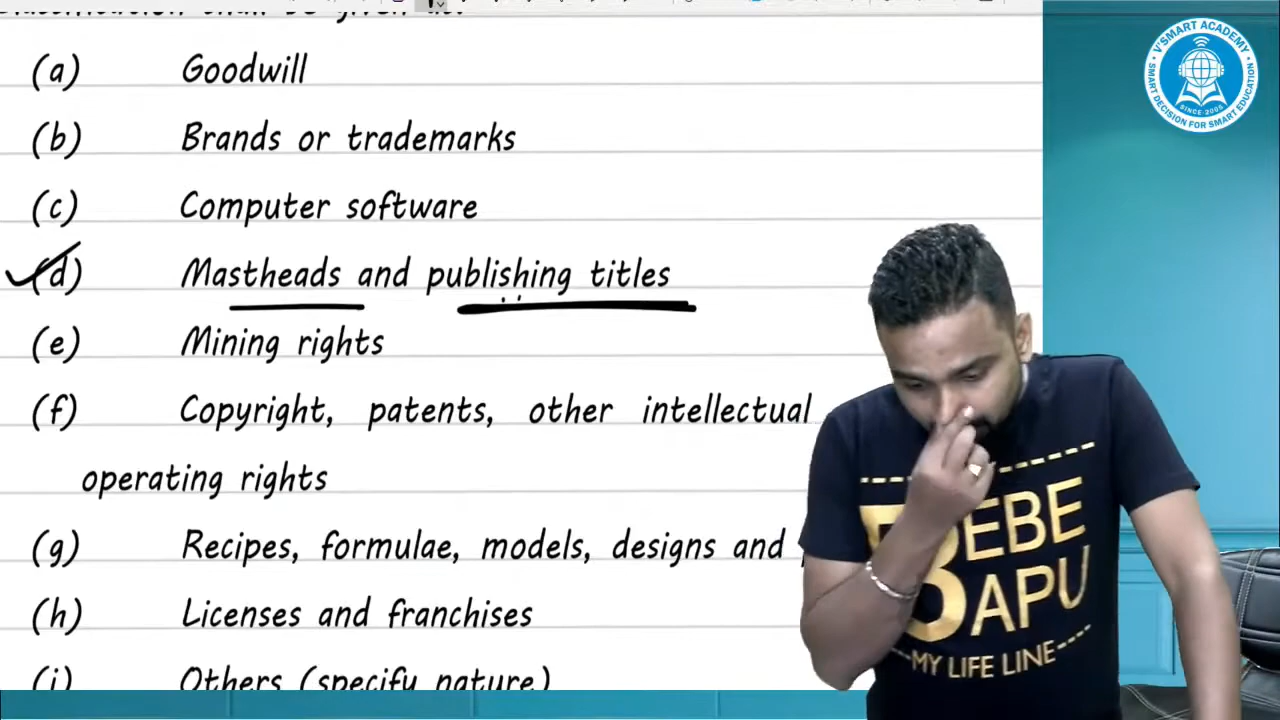 (a) Goodwill
(b) Brands or trademarks
(c) Computer software
(d) Mastheads and publishing titles
(e) Mining rights
(f) Copyright, patents, other intellectual
operating rights
(g) Recipes, formulae, models, designs and
(h) Licenses and franchises
(i) Others (specify nature)
V'SMART ACADEMY
SMART DECISION FOR SMART EDUCATION
SINCE-2005
BEBE
BAPU
MY LIFE LINE